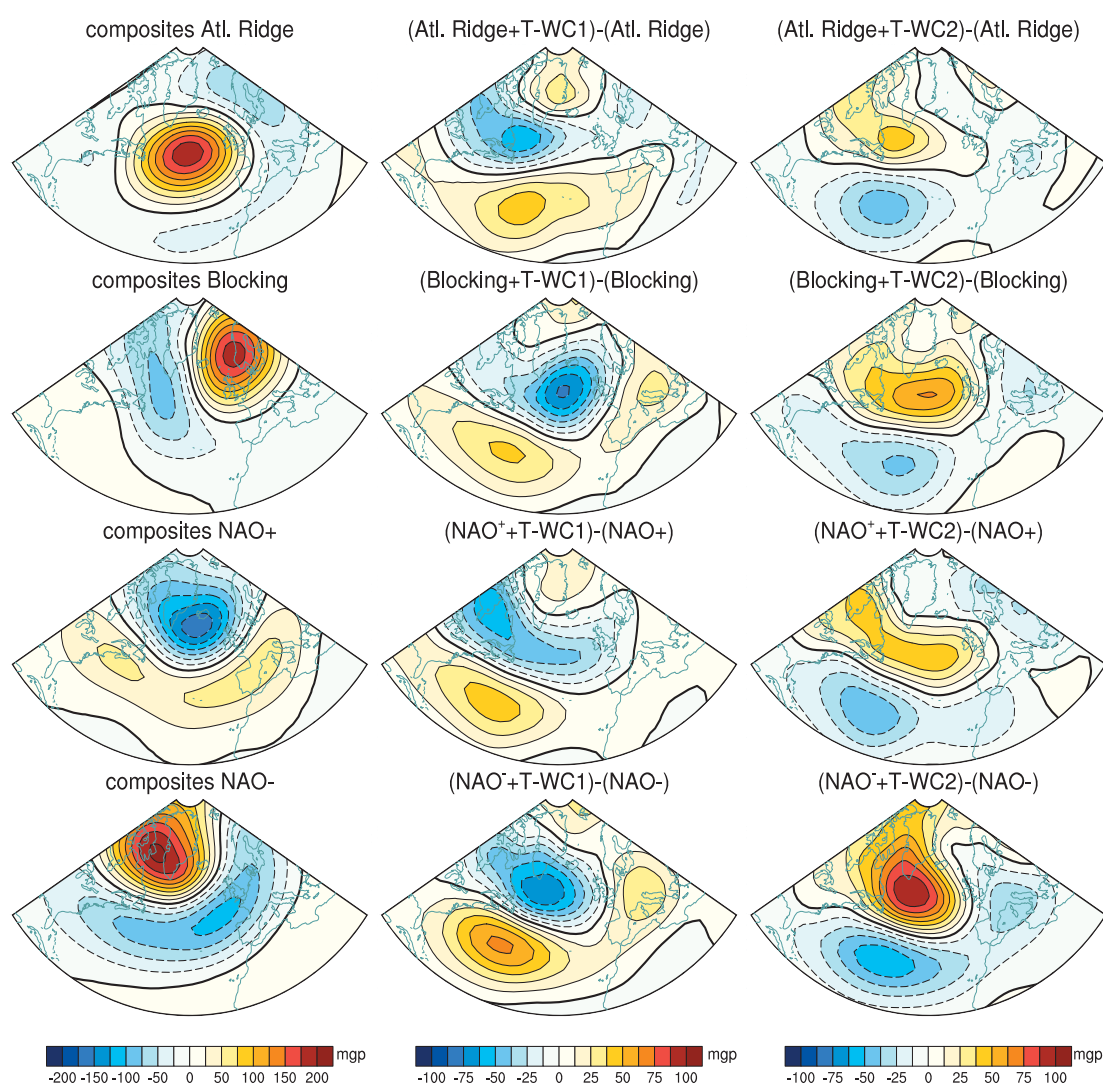 composites Atl. Ridge
(Atl. Ridge+T-WC1)-(Atl. Ridge)
(Atl. Ridge+T-WC2)-(Atl. Ridge)
composites Blocking
(Blocking+T-WC1)-(Blocking)
(Blocking+T-WC2)-(Blocking)
composites NAO+
(NAO⁺+T-WC1)-(NAO+)
(NAO⁺+T-WC2)-(NAO+)
composites NAO-
(NAO⁻+T-WC1)-(NAO-)
(NAO⁻+T-WC2)-(NAO-)
mgp
-200 -150 -100 -50 0 50 100 150 200
mgp
-100 -75 -50 -25 0 25 50 75 100
mgp
-100 -75 -50 -25 0 25 50 75 100